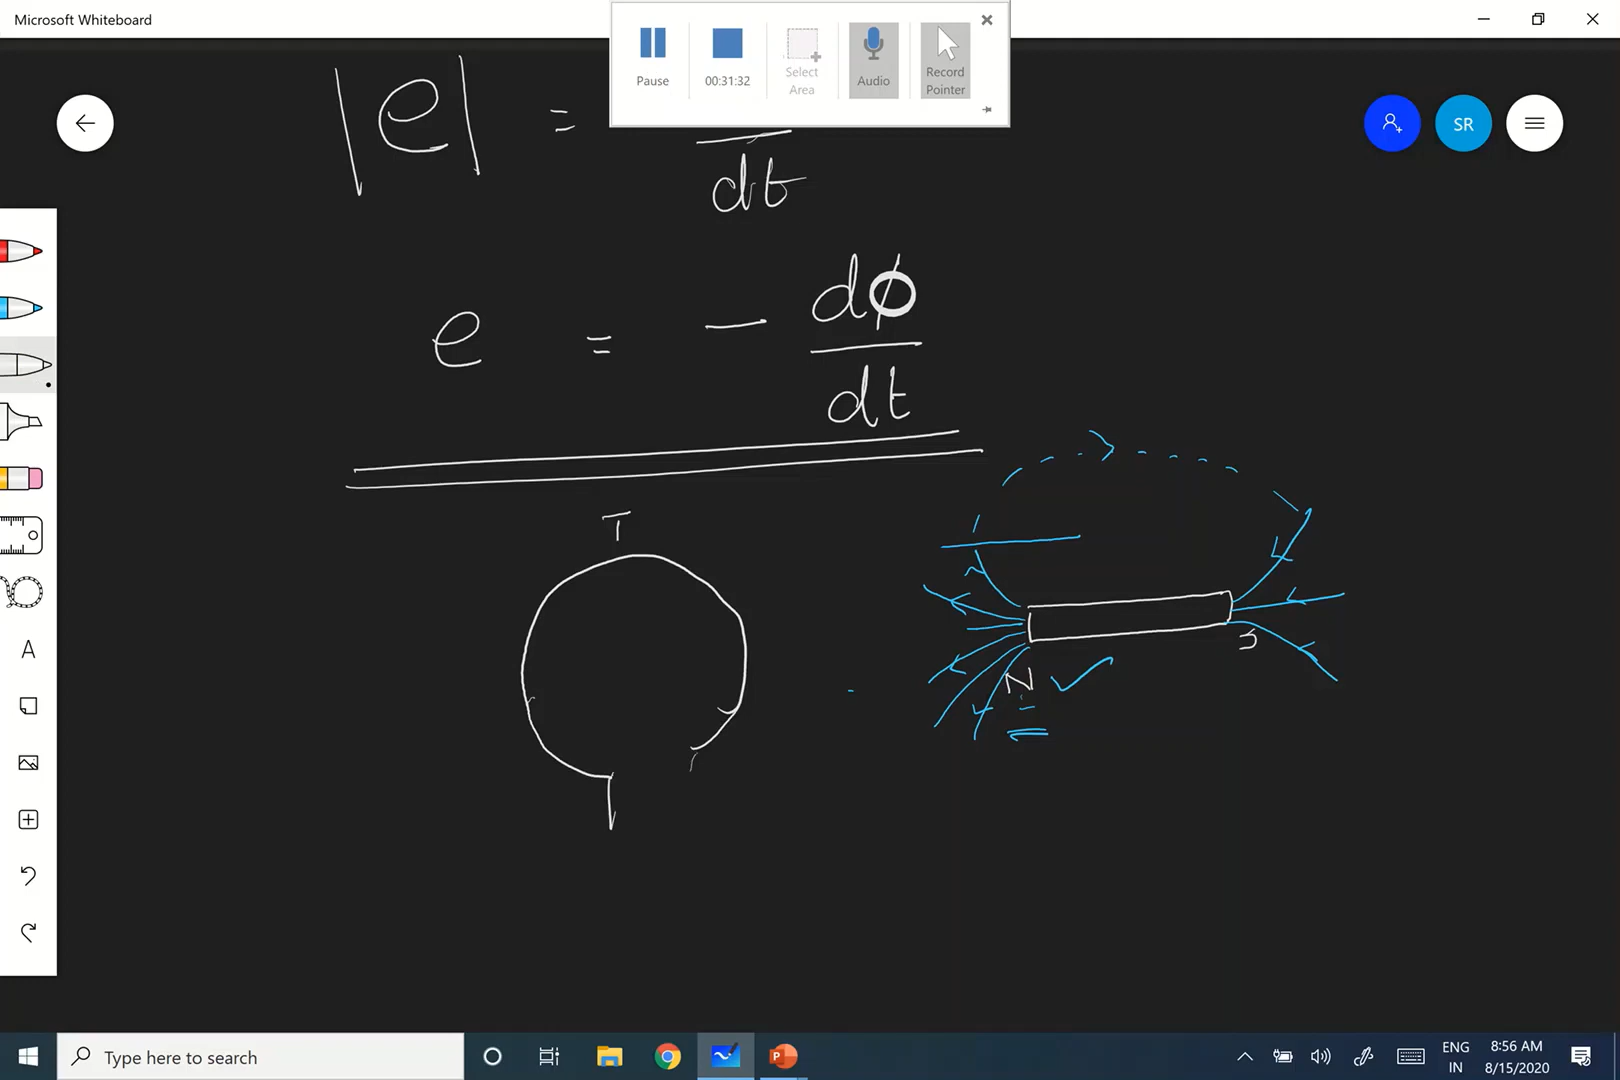 Microsoft Whiteboard
Pause
00:31:32
Select Area
Audio
Record Pointer
SR
|e| =
dt
e = - dφ
dt
T
S
N
A
P
Type here to search
ENG
IN
8:56 AM
8/15/2020